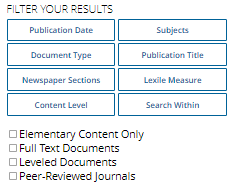 FILTER YOUR RESULTS
Publication Date Subjects
Document Type Publication Title
Newspaper Sections Lexile Measure
Content Level Search Within
Elementary Content Only
Full Text Documents
Leveled Documents
Peer-Reviewed Journals